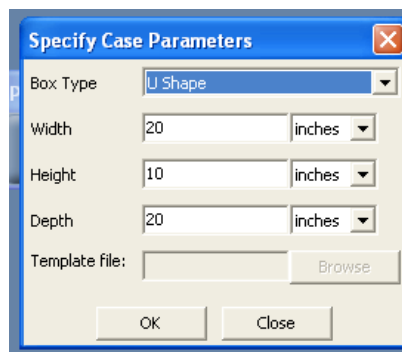 Specify Case Parameters
Box Type U Shape
Width 20 inches
Height 10 inches
Depth 20 inches
Template file: Browse
OK Close